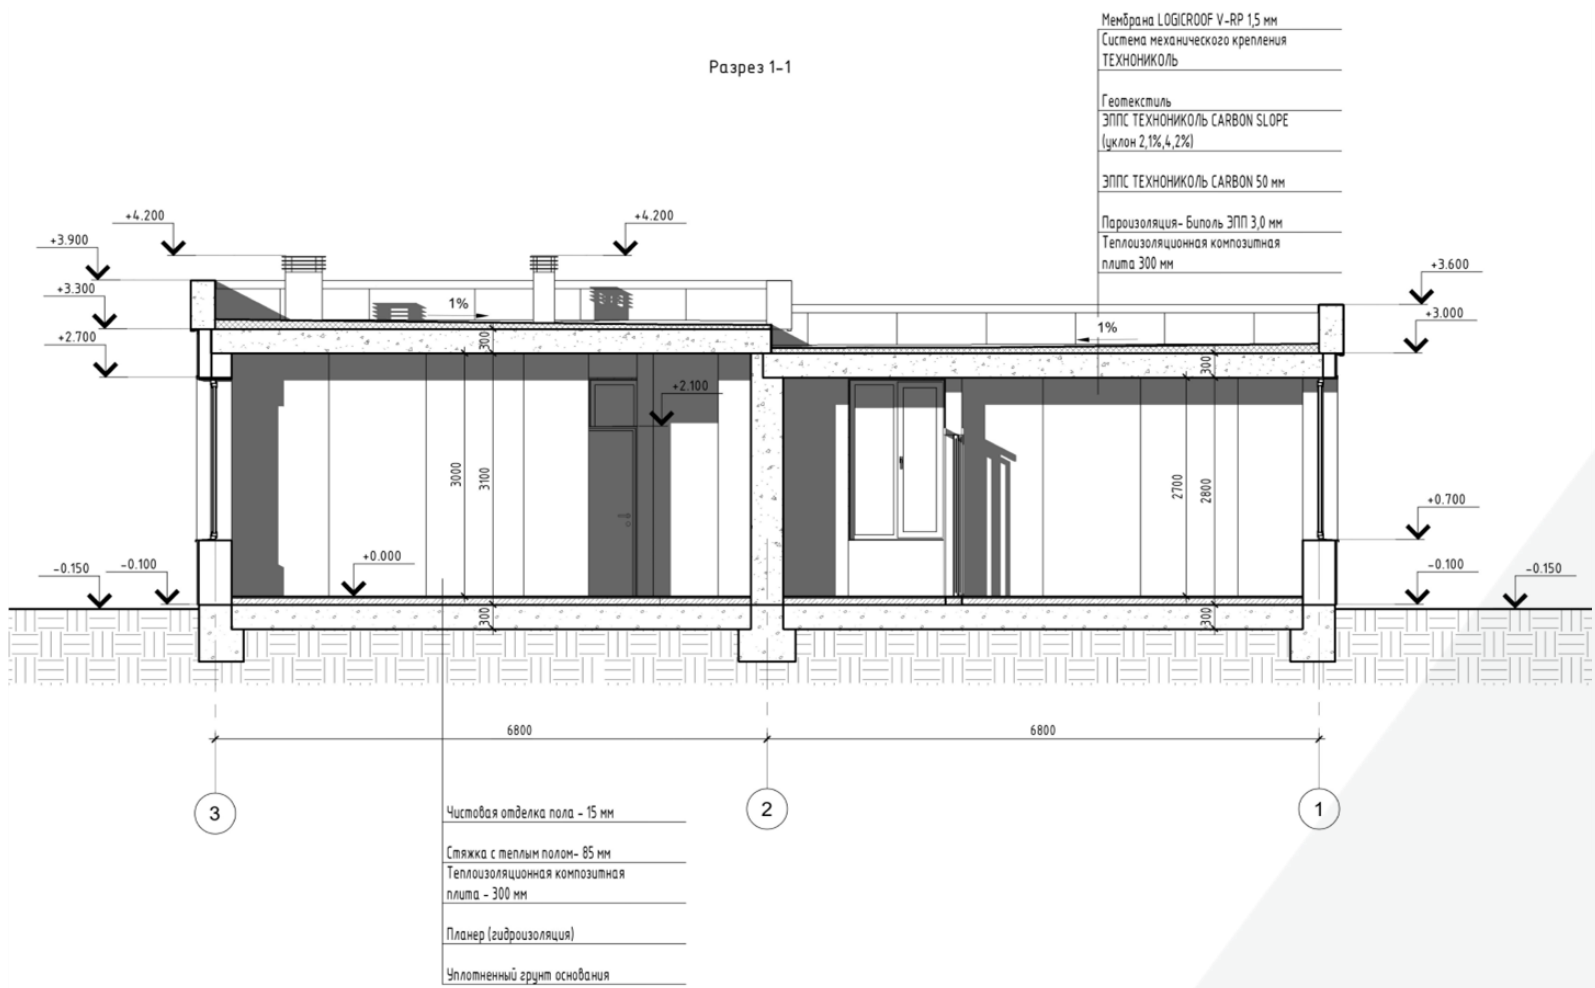 Разрез 1-1
Мембрана LOGICROOF V-RP 1,5 мм
Система механического крепления
ТЕХНОНИКОЛЬ
Геотекстиль
ЭППС ТЕХНОНИКОЛЬ CARBON SLOPE
(уклон 2,1%,4,2%)
ЭППС ТЕХНОНИКОЛЬ CARBON 50 мм
Пароизоляция- Биполь ЭПП 3,0 мм
Теплоизоляционная композитная
плита 300 мм
+4.200
+4.200
+3.900
+3.300
+2.700
+3.600
+3.000
1%
1%
300
300
+2.100
3000
3100
2700
2800
+0.700
+0.000
-0.150
-0.100
-0.100
-0.150
300
300
6800
6800
3
2
1
Чистовая отделка пола - 15 мм
Стяжка с теплым полом- 85 мм
Теплоизоляционная композитная
плита - 300 мм
Планер (гидроизоляция)
Уплотненный грунт основания